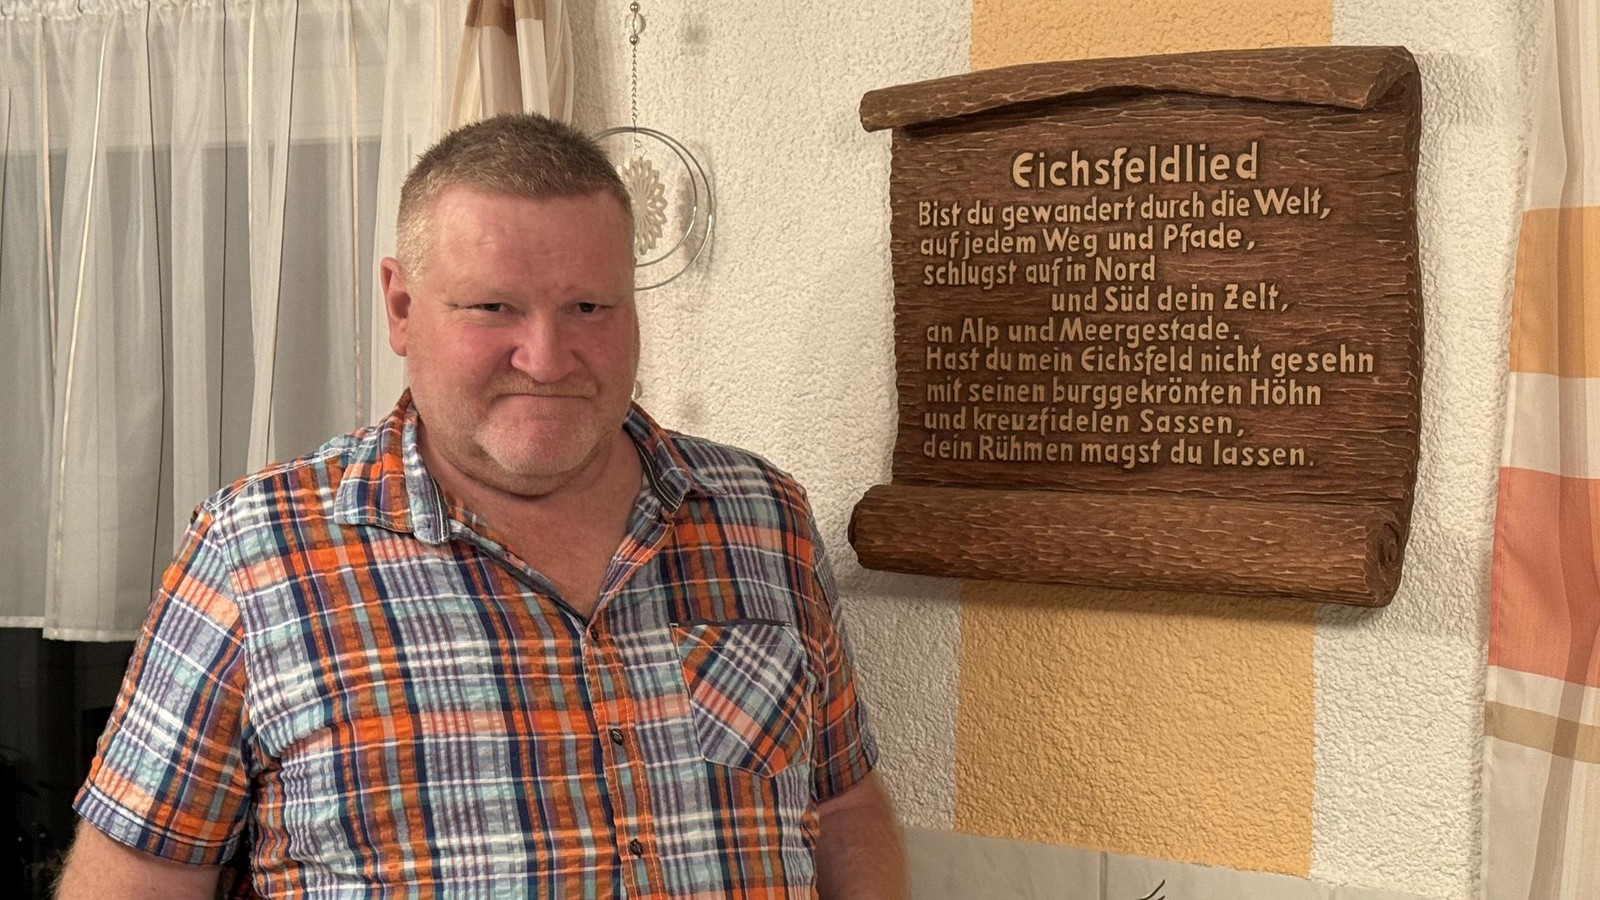 Eichsfeldlied
Bist du gewandert durch die Welt,
auf jedem Weg und Pfade,
schlugst auf in Nord
und Süd dein Zelt,
an Alp und Meergestade.
Hast du mein Eichsfeld nicht gesehn
mit seinen burggekrönten Höhn
und kreuzfidelen Sassen,
dein Rühmen magst du lassen.